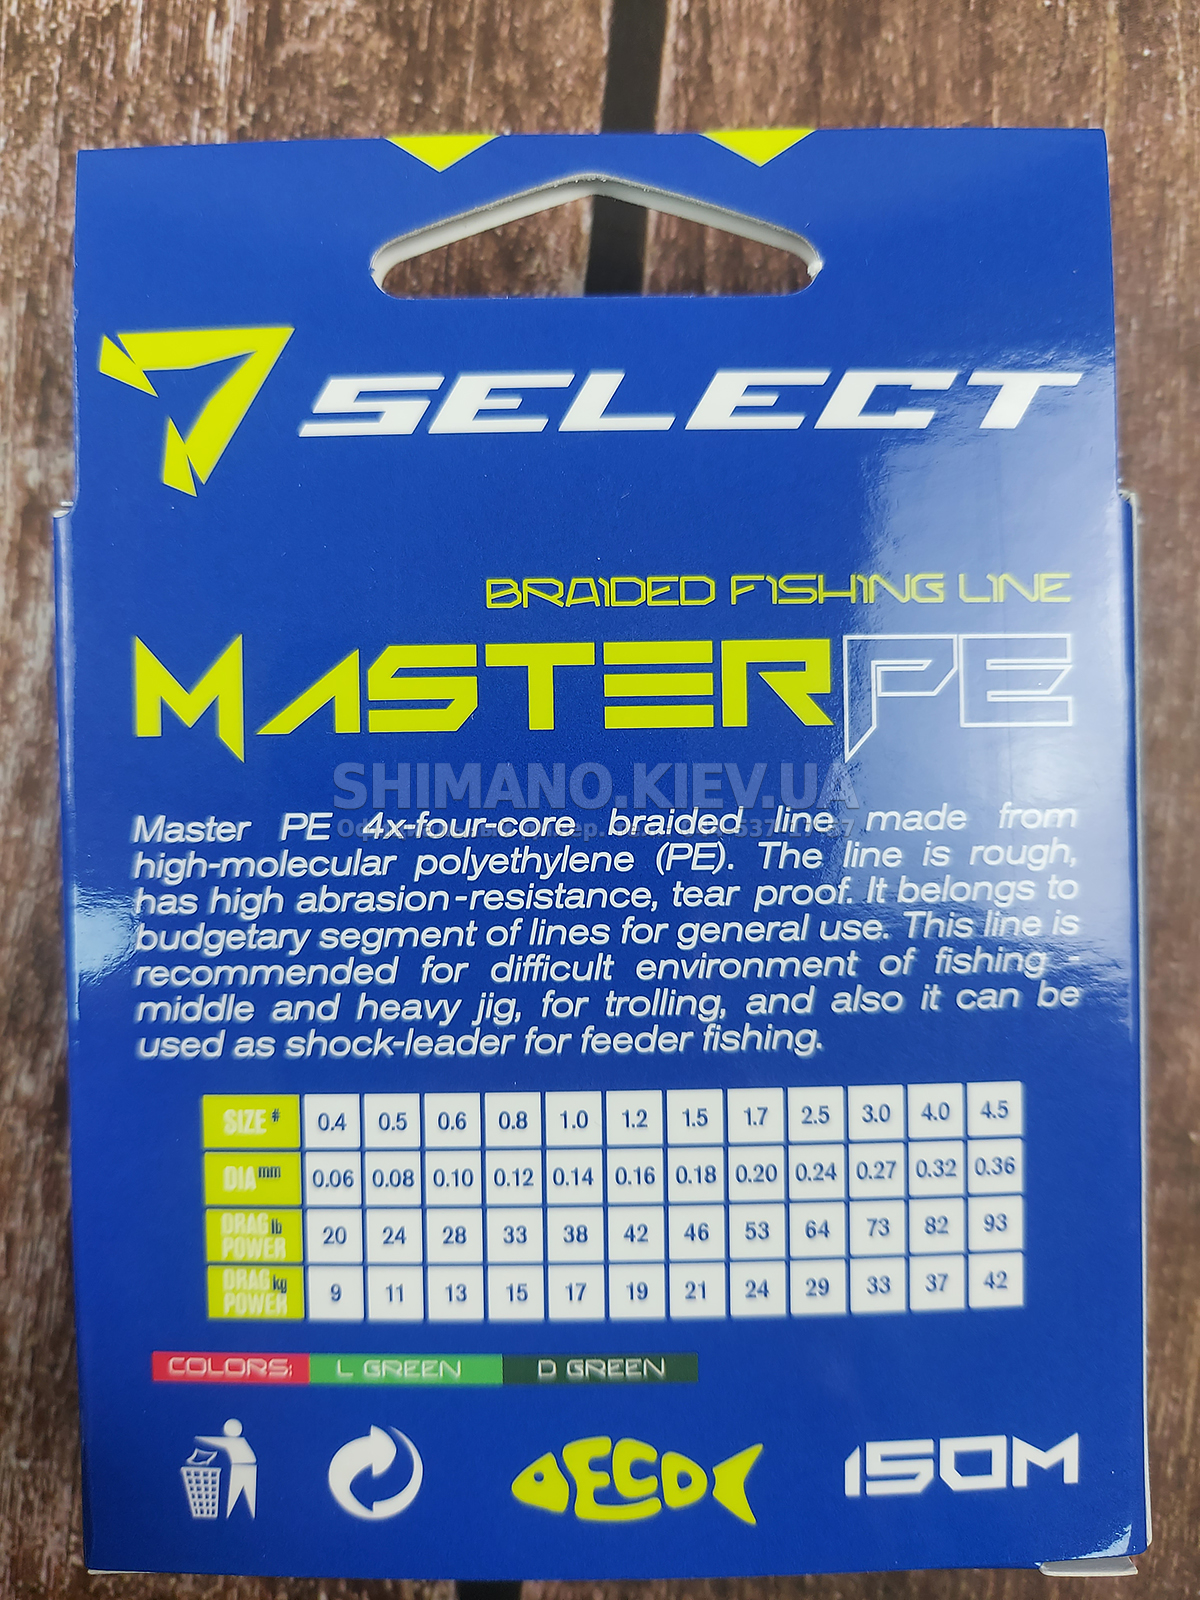 SELECT
BRAIDED FISHING LINE
MASTER PE
SHIMANO.KIEV.UA
Master PE 4x-four-core braided line made from
high-molecular polyethylene (PE). The line is rough,
has high abrasion-resistance, tear proof. It belongs to
budgetary segment of lines for general use. This line is
recommended for difficult environment of fishing -
middle and heavy jig, for trolling, and also it can be
used as shock-leader for feeder fishing.
SIZE # 0.4 0.5 0.6 0.8 1.0 1.2 1.5 1.7 2.5 3.0 4.0 4.5
DIA mm 0.06 0.08 0.10 0.12 0.14 0.16 0.18 0.20 0.24 0.27 0.32 0.36
DRAG POWER lb 20 24 28 33 38 42 46 53 64 73 82 93
DRAG POWER kg 9 11 13 15 17 19 21 24 29 33 37 42
COLORS: L GREEN D GREEN
ECO
150M